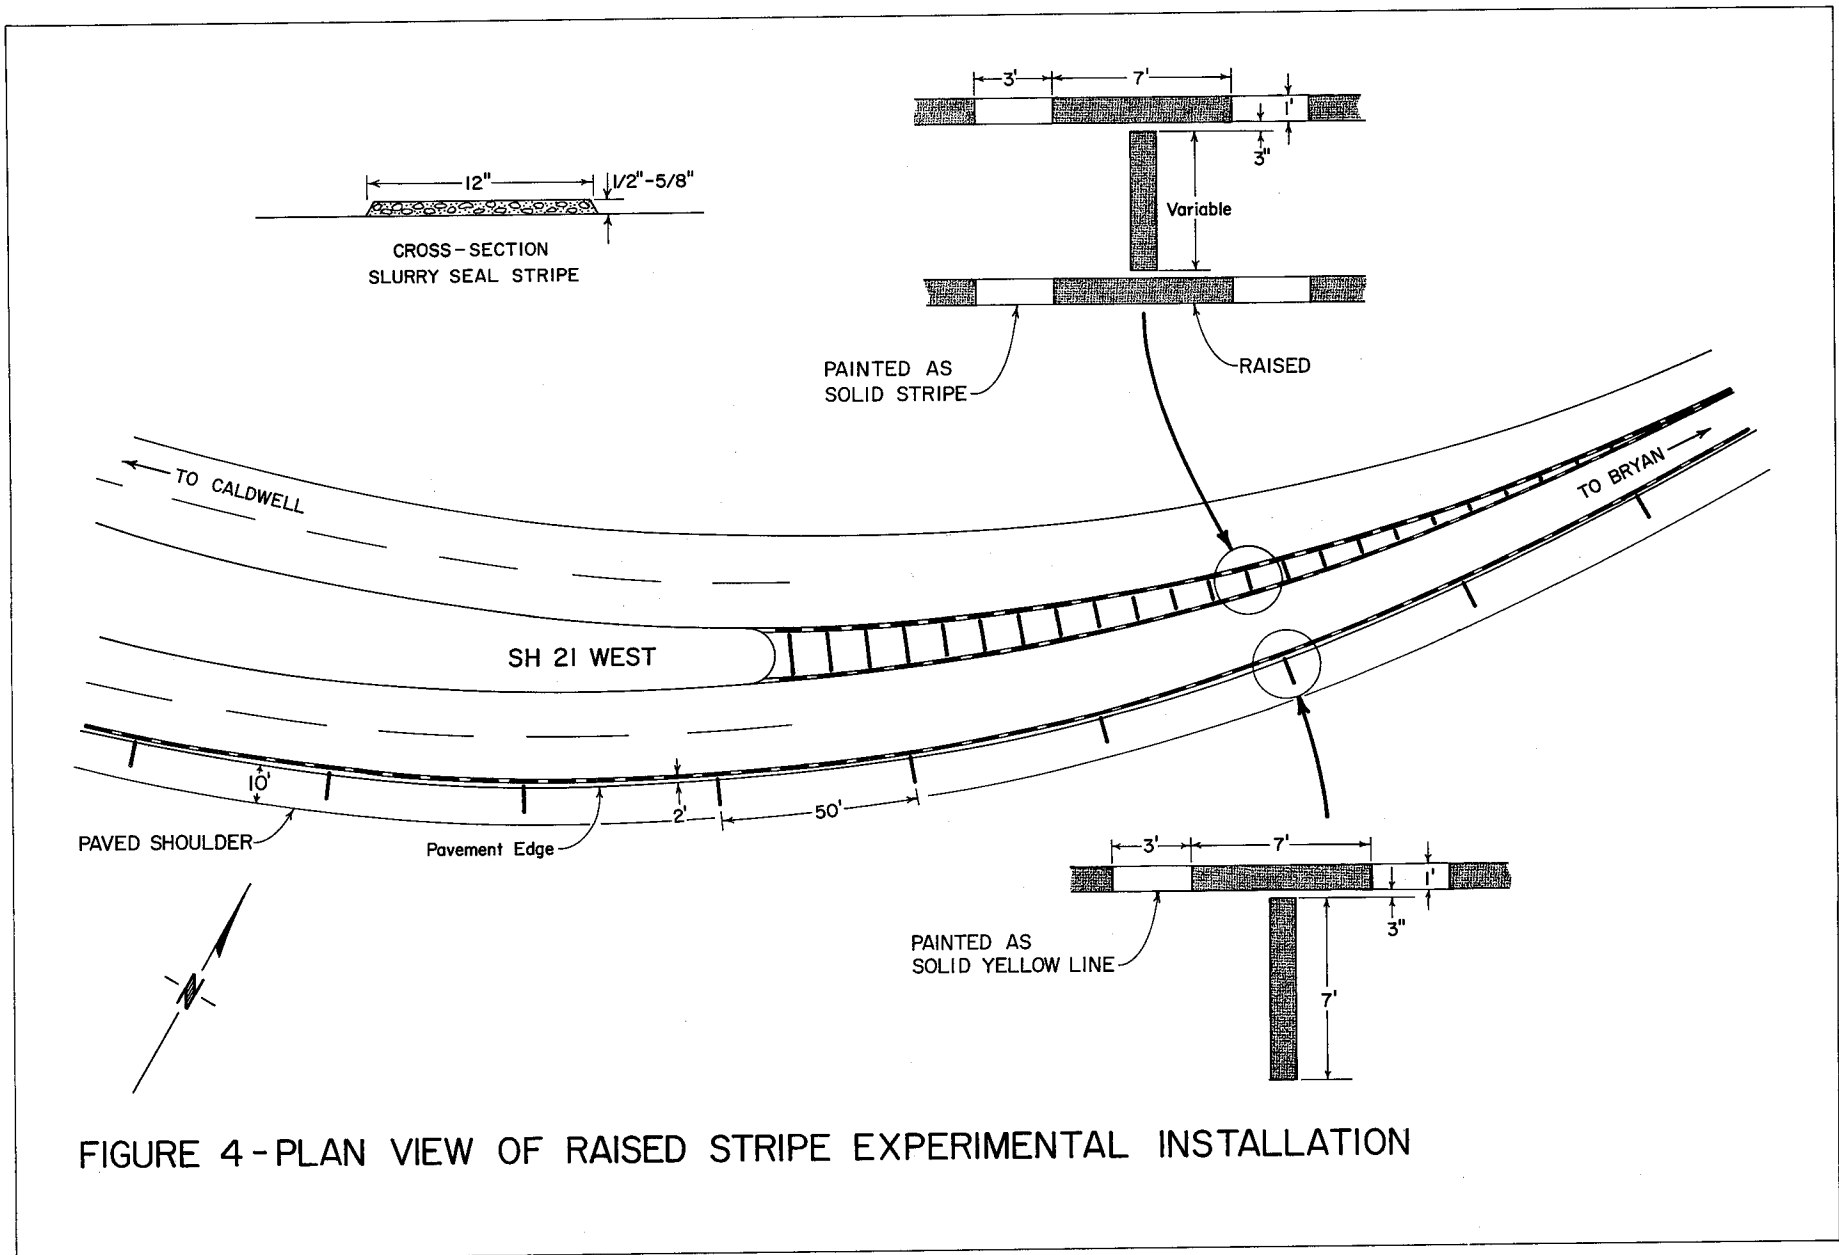 3'
7'
1'
3"
Variable
12"
1/2"-5/8"
CROSS-SECTION
SLURRY SEAL STRIPE
PAINTED AS
SOLID STRIPE
RAISED
TO CALDWELL
TO BRYAN
SH 21 WEST
10'
2'
50'
PAVED SHOULDER
Pavement Edge
3'
7'
1'
3"
7'
PAINTED AS
SOLID YELLOW LINE
N
FIGURE 4-PLAN VIEW OF RAISED STRIPE EXPERIMENTAL INSTALLATION